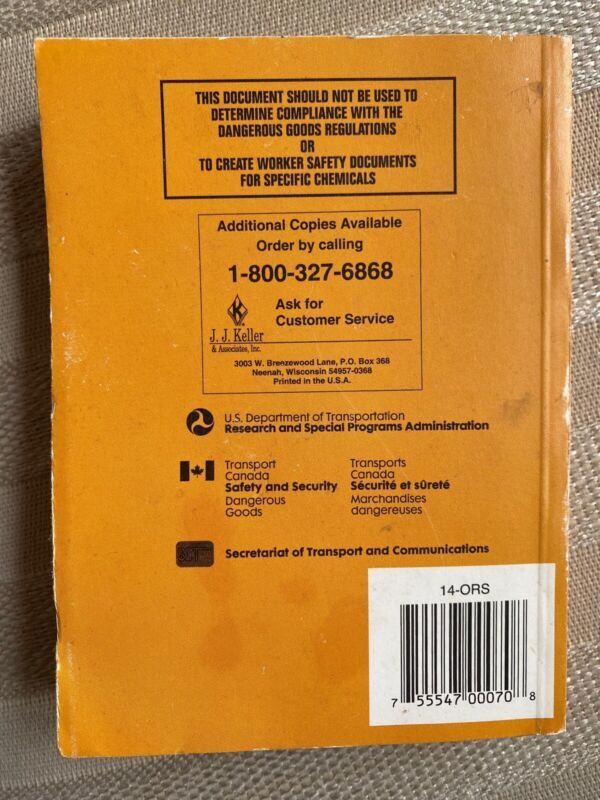 THIS DOCUMENT SHOULD NOT BE USED TO
DETERMINE COMPLIANCE WITH THE
DANGEROUS GOODS REGULATIONS
OR
TO CREATE WORKER SAFETY DOCUMENTS
FOR SPECIFIC CHEMICALS
Additional Copies Available
Order by calling
1-800-327-6868
K
J. J. Keller
& Associates, Inc.
Ask for
Customer Service
3003 W. Brenzewood Lane, P.O. Box 368
Neenah, Wisconsin 54957-0368
Printed in the U.S.A.
U.S. Department of Transportation
Research and Special Programs Administration
Transport
Canada
Safety and Security
Dangerous
Goods
Transports
Canada
Sécurité et sûreté
Marchandises
dangereuses
Secretariat of Transport and Communications
14-ORS
7 55547 00070 8